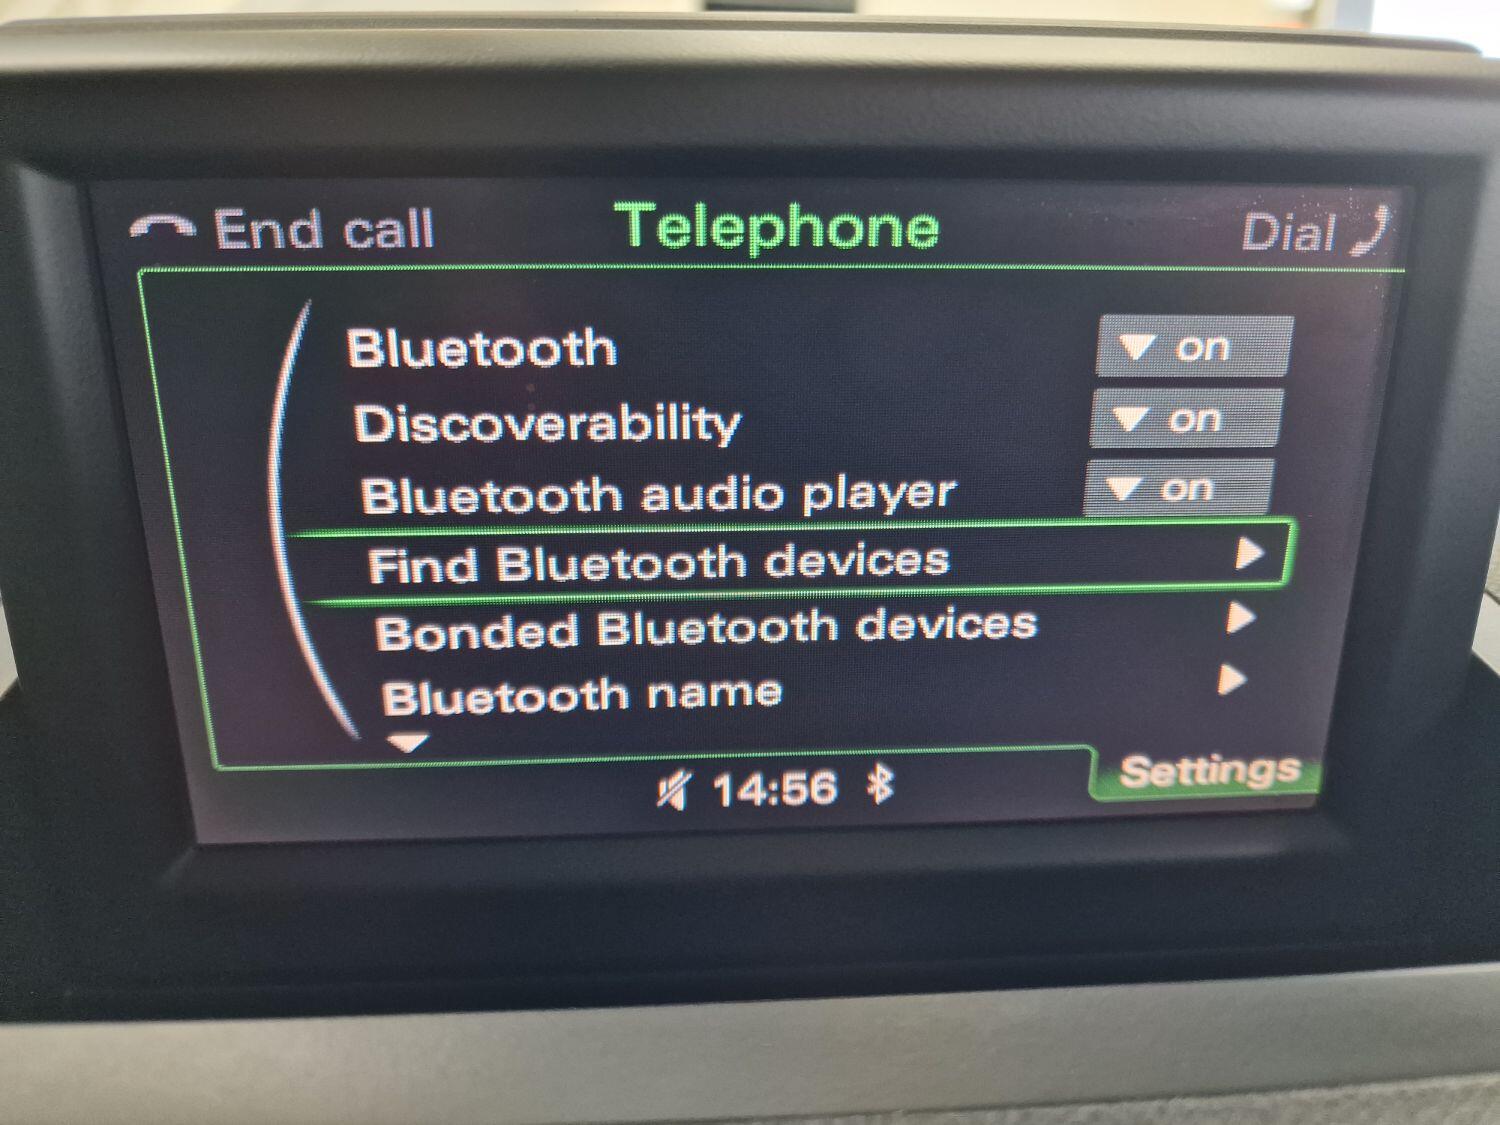 End call Telephone Dial
Bluetooth on
Discoverability on
Bluetooth audio player on
Find Bluetooth devices
Bonded Bluetooth devices
Bluetooth name
Settings
14:56